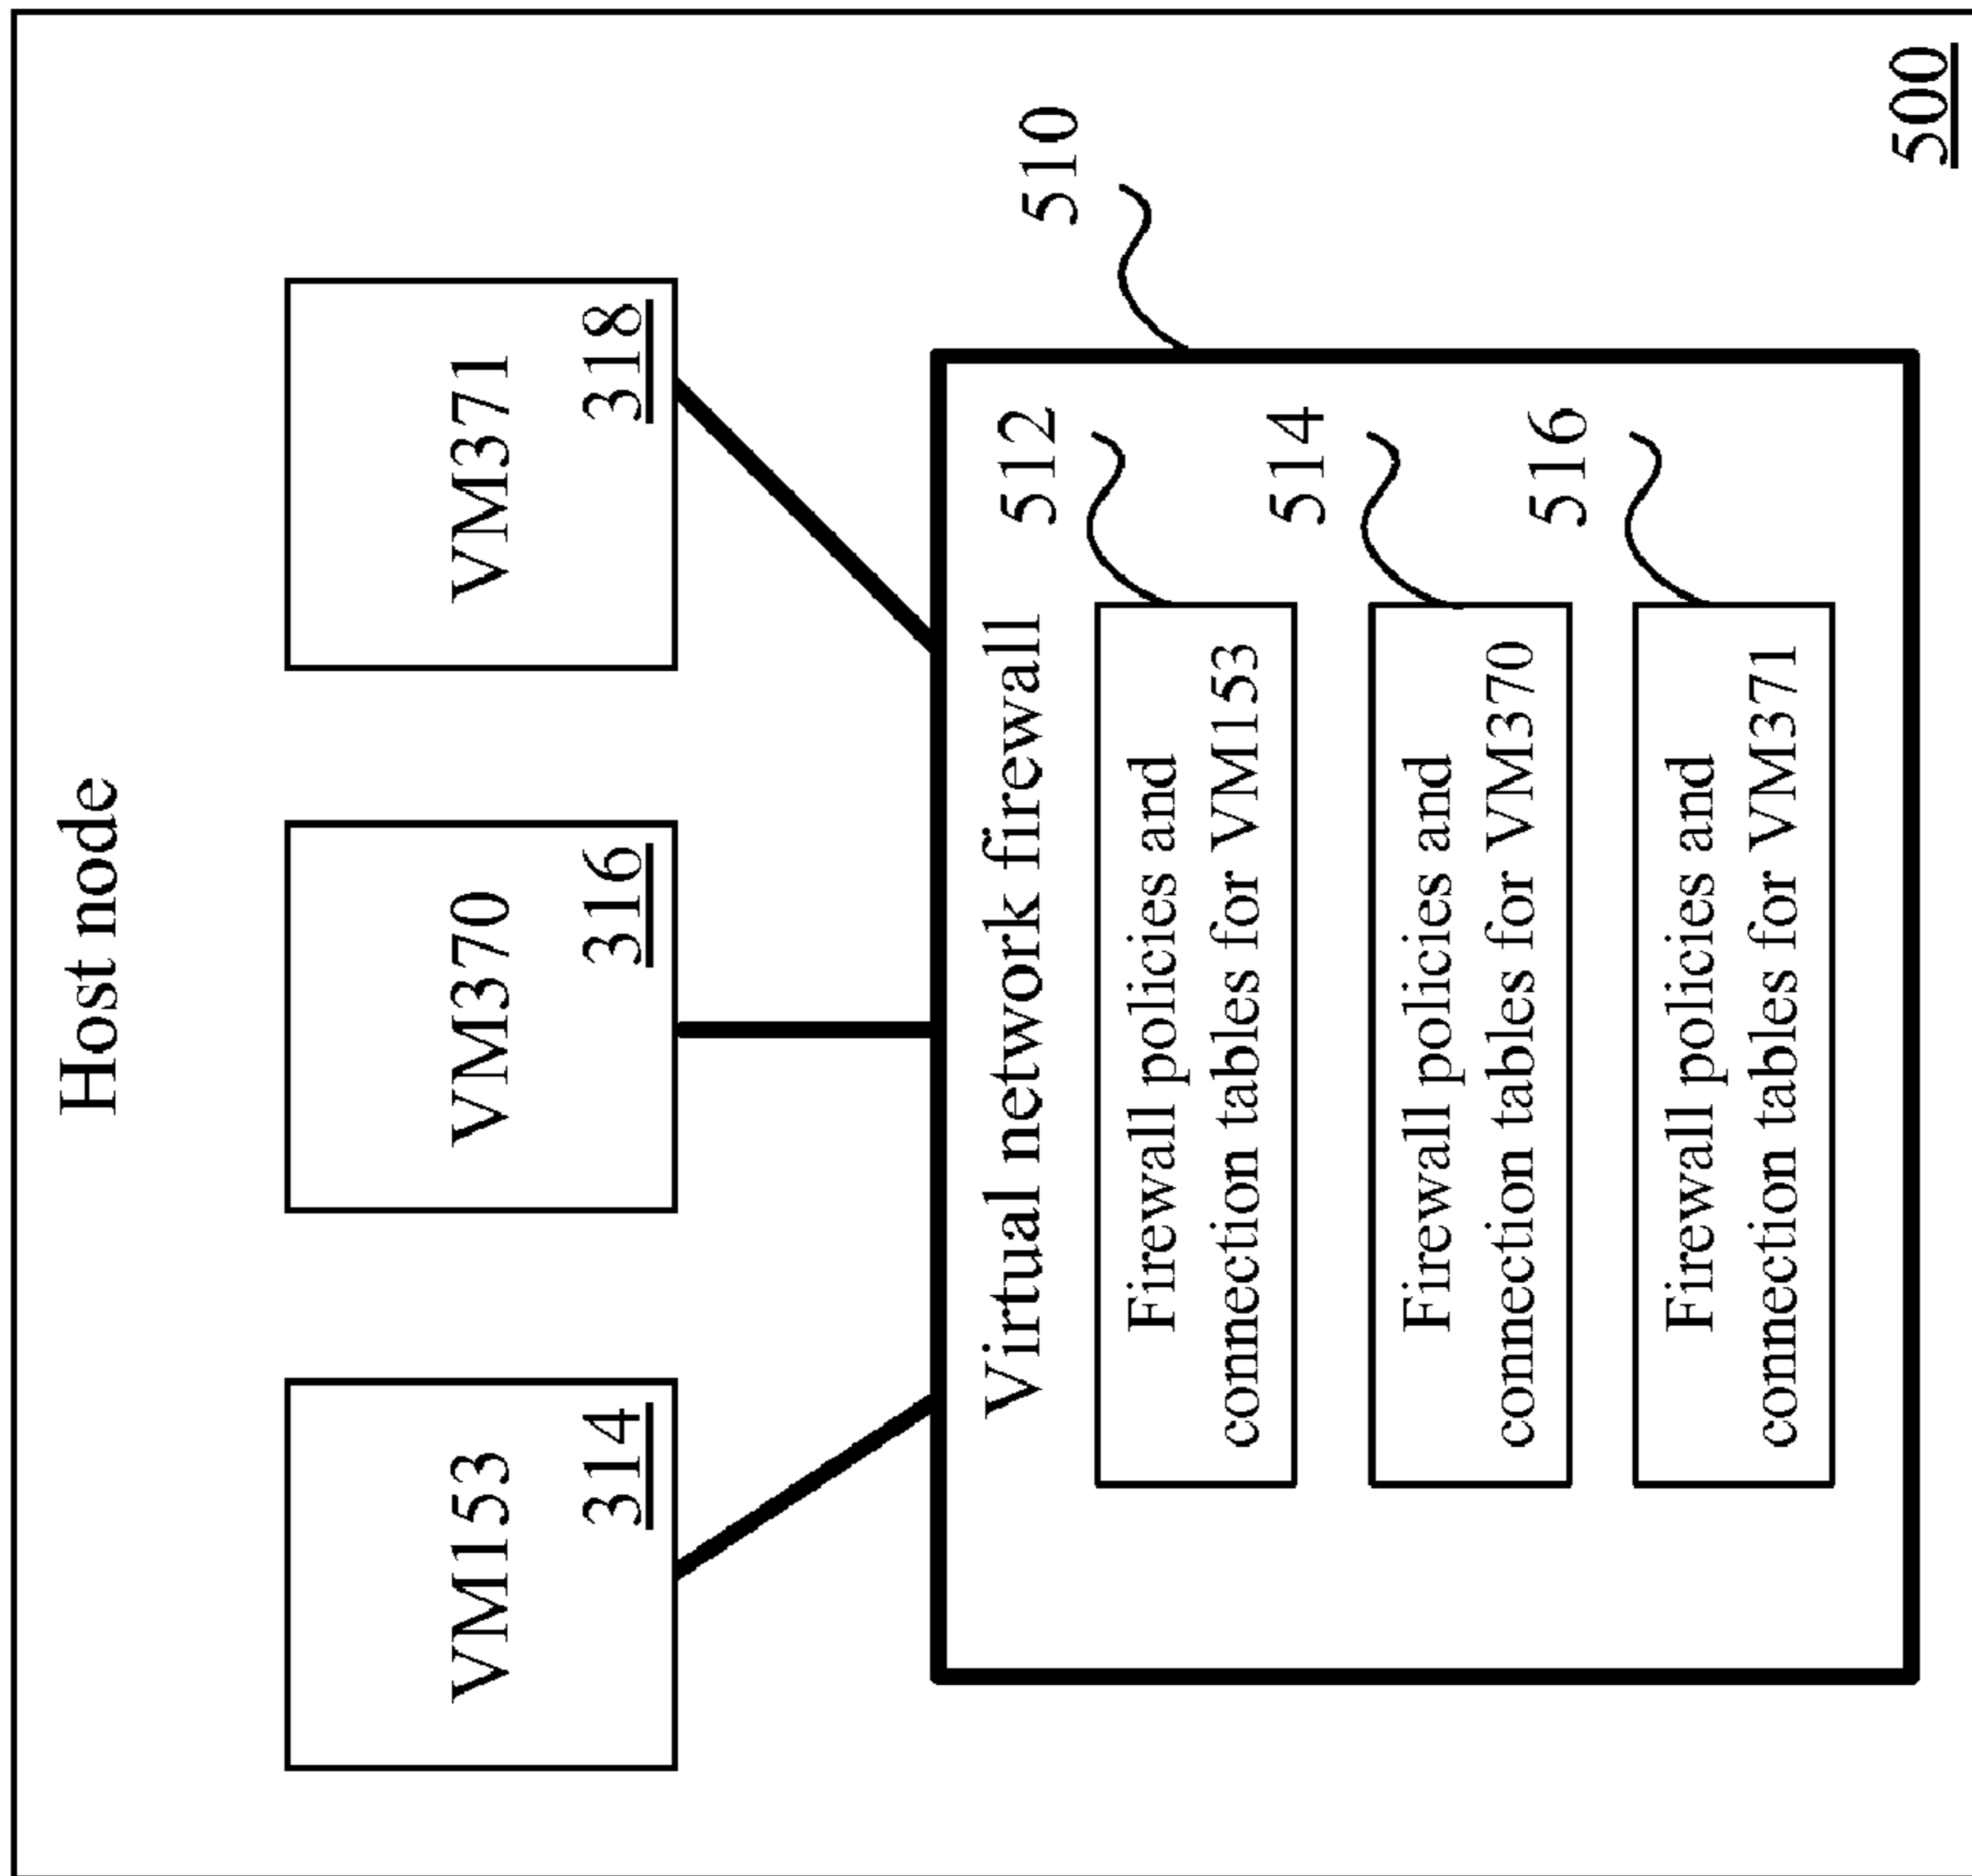 Host node
VM153
314
VM370
316
VM371
318
510
Virtual network firewall
512
Firewall policies and
connection tables for VM153
514
Firewall policies and
connection tables for VM370
516
Firewall policies and
connection tables for VM371
500